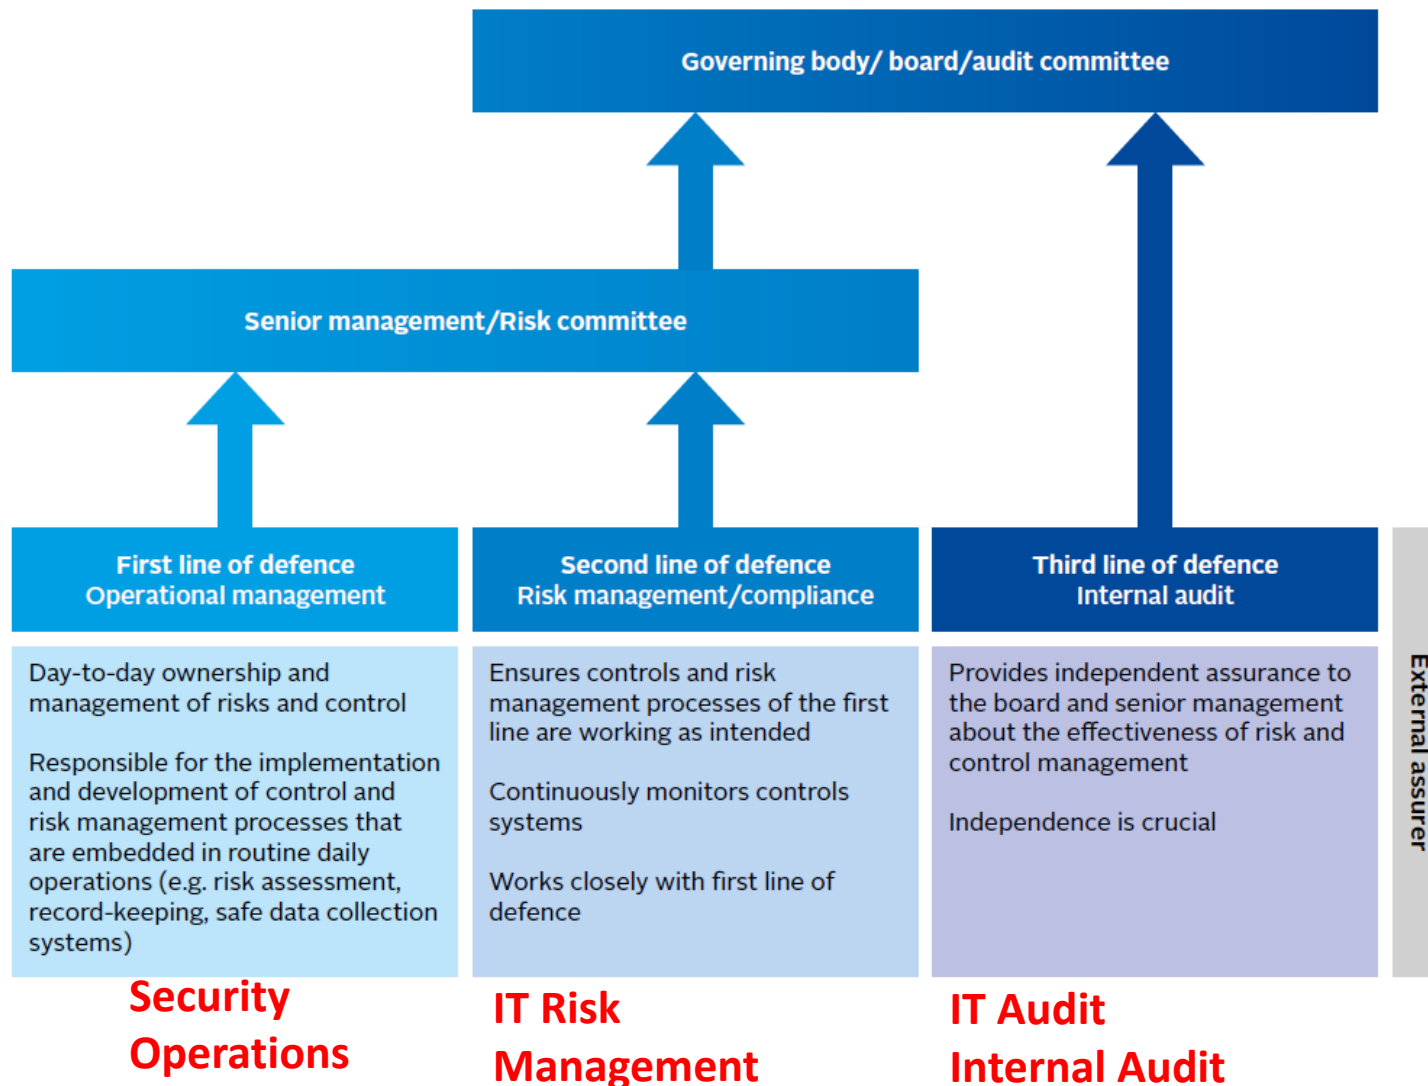 Governing body/ board/audit committee
Senior management/Risk committee
First line of defence
Operational management
Second line of defence
Risk management/compliance
Third line of defence
Internal audit
Day-to-day ownership and
management of risks and control
Responsible for the implementation
and development of control and
risk management processes that
are embedded in routine daily
operations (e.g. risk assessment,
record-keeping, safe data collection
systems)
Ensures controls and risk
management processes of the first
line are working as intended
Continuously monitors controls
systems
Works closely with first line of
defence
Provides independent assurance to
the board and senior management
about the effectiveness of risk and
control management
Independence is crucial
External assurer
Security
Operations
IT Risk
Management
IT Audit
Internal Audit